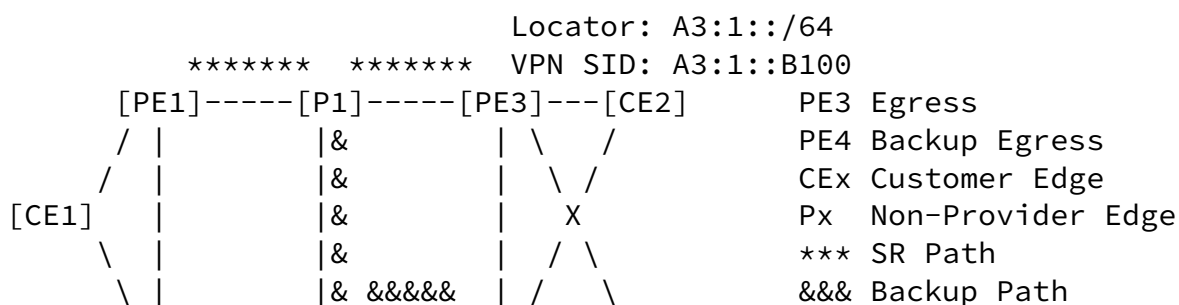 Locator: A3:1::/64
           *******  *******  VPN SID: A3:1::B100
       [PE1]-----[P1]-----[PE3]---[CE2]       PE3 Egress
       / |        |&        | \   /           PE4 Backup Egress
      /  |        |&        |  \ /            CEx Customer Edge
[CE1]    |        |&        |   X             Px  Non-Provider Edge
      \  |        |&        |  / \            *** SR Path
       \ |        |& &&&&&  | /   \           &&& Backup Path